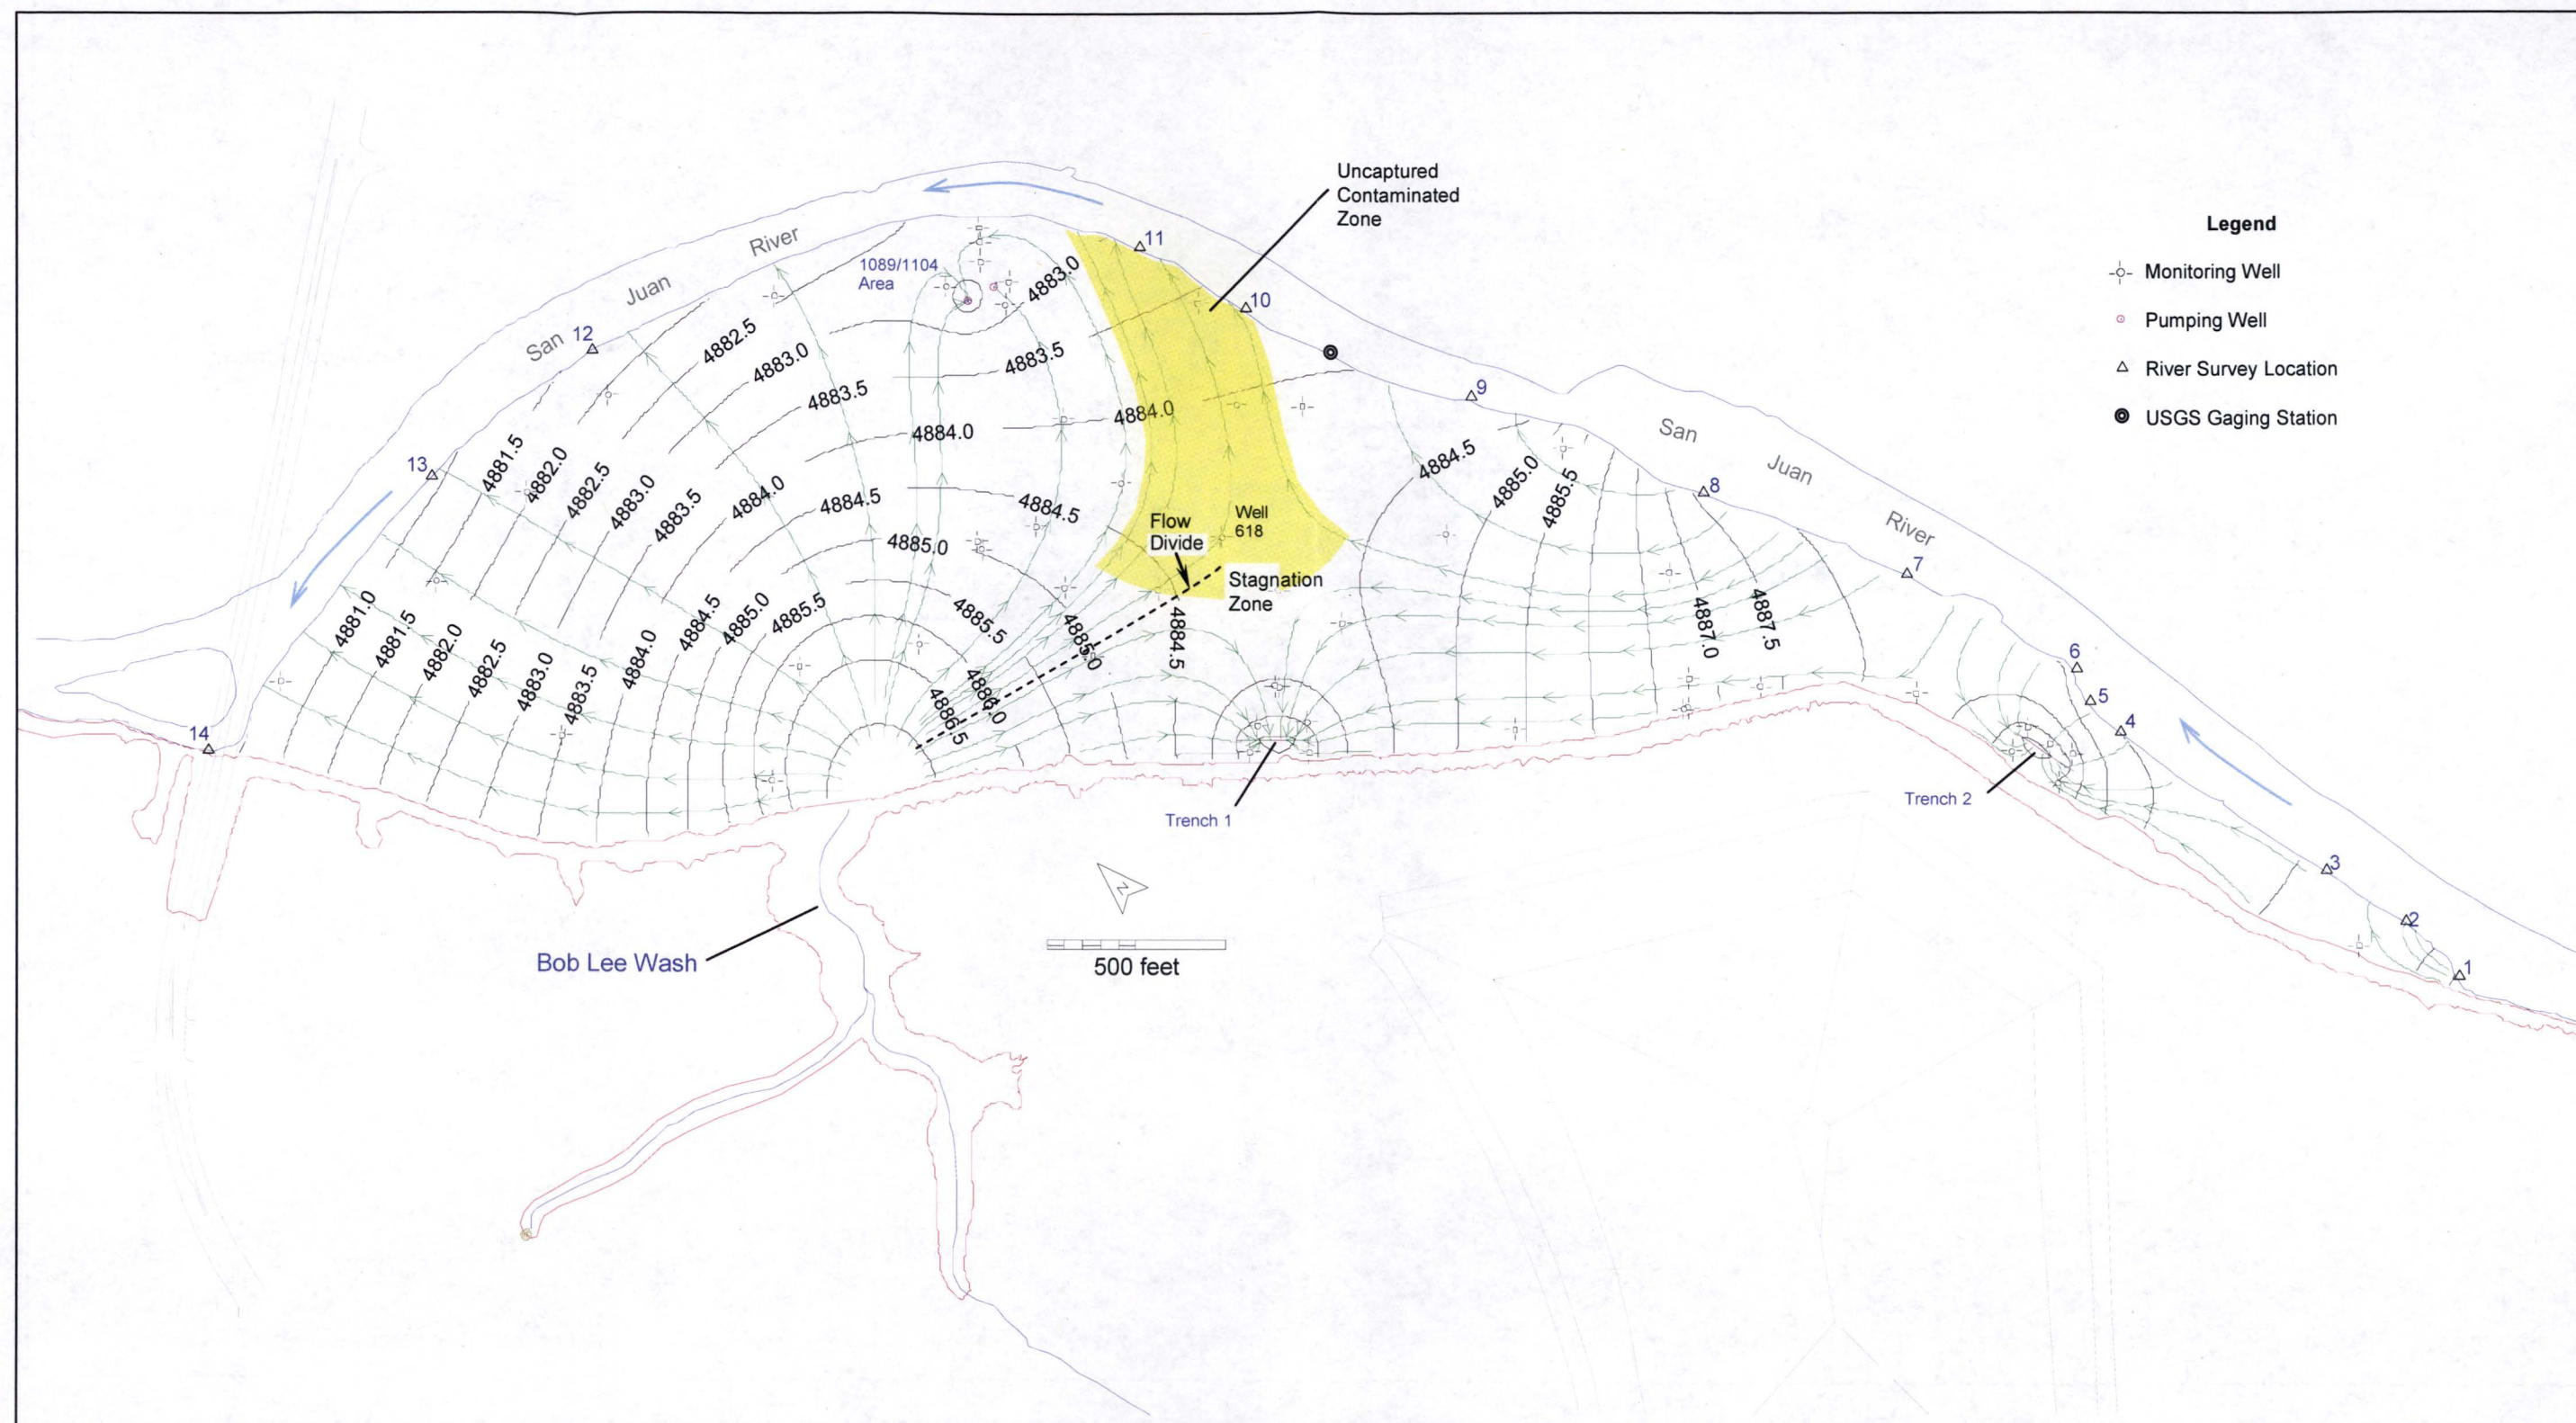 Uncaptured
Contaminated
Zone
Legend
Monitoring Well
Pumping Well
River Survey Location
USGS Gaging Station
San Juan River
1089/1104
Area
11
10
12
13
14
9
8
7
6
5
4
3
2
1
San
Juan
River
4883.0
4882.5
4883.0
4883.5
4883.5
4884.0
4884.0
4884.5
4884.5
4885.0
4881.5
4882.0
4882.5
4883.0
4883.5
4884.0
4884.5
4885.0
4885.5
Flow
Divide
Well
618
Stagnation
Zone
4881.0
4881.5
4882.0
4882.5
4883.0
4883.5
4884.0
4884.5
4885.0
4885.5
4885.5
4885.0
4884.5
4886.0
4886.5
4887.0
4887.5
Trench 1
Trench 2
Bob Lee Wash
N
500 feet